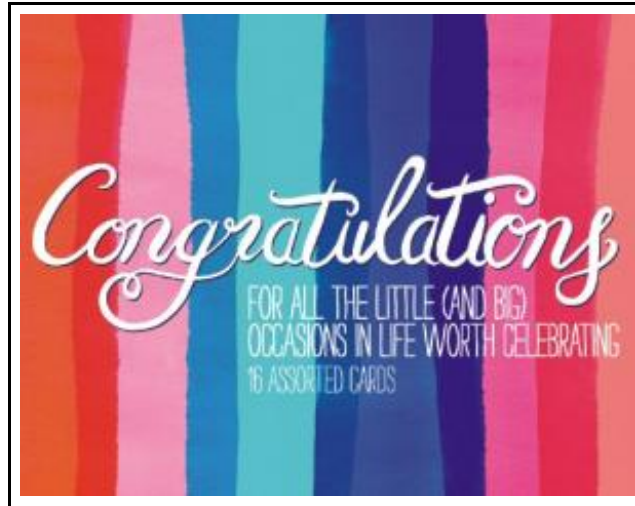 Congratulations
FOR ALL THE LITTLE (AND BIG)
OCCASIONS IN LIFE WORTH CELEBRATING
16 ASSORTED CARDS